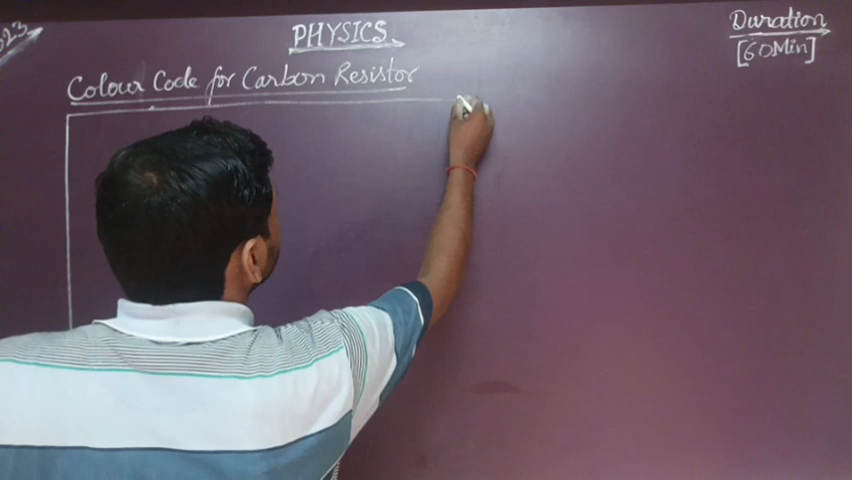 PHYSICS
Duration
[60Min]
Colour Code for Carbon Resistor